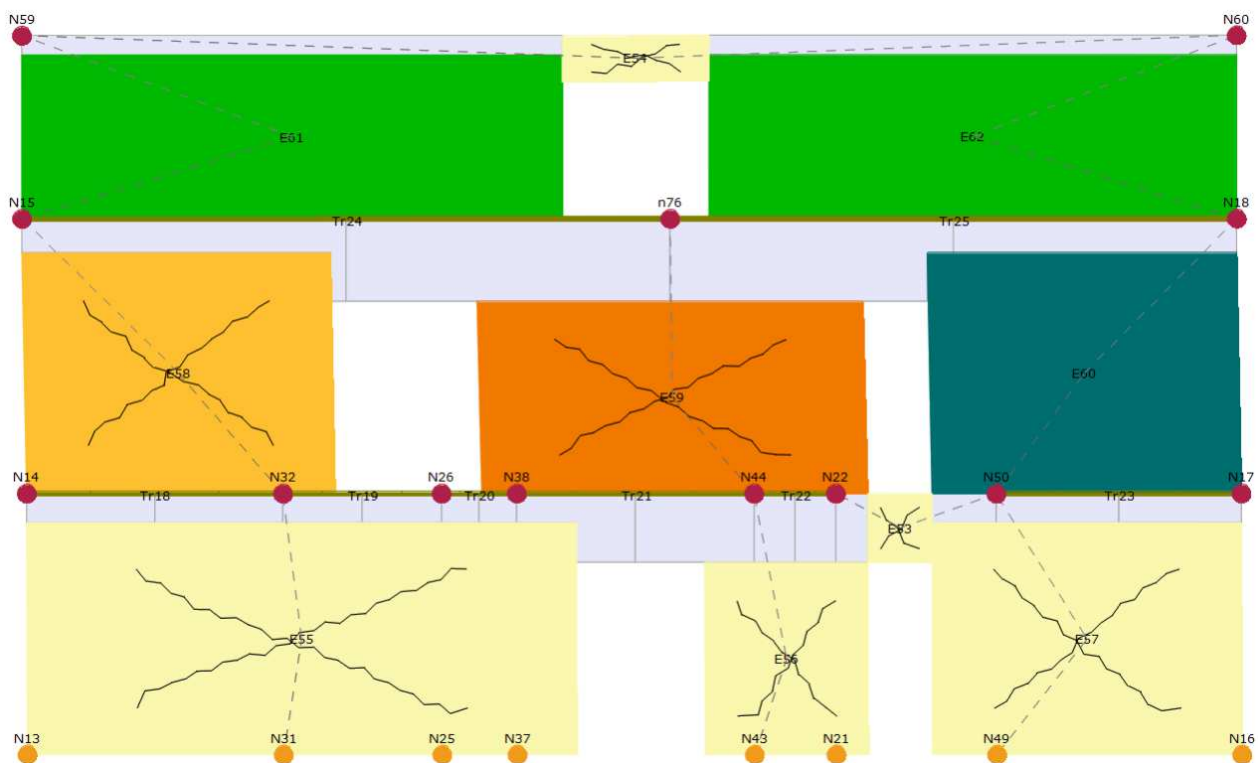 N59 N60
E54
E61 E62
N15 n76 N18
Tr24 Tr25
E58 E59 E60
N14 N32 N26 N38 N44 N22 N50 N17
Tr18 Tr19 Tr20 Tr21 Tr22 Tr23
E53
E55 E56 E57
N13 N31 N25 N37 N43 N21 N49 N16